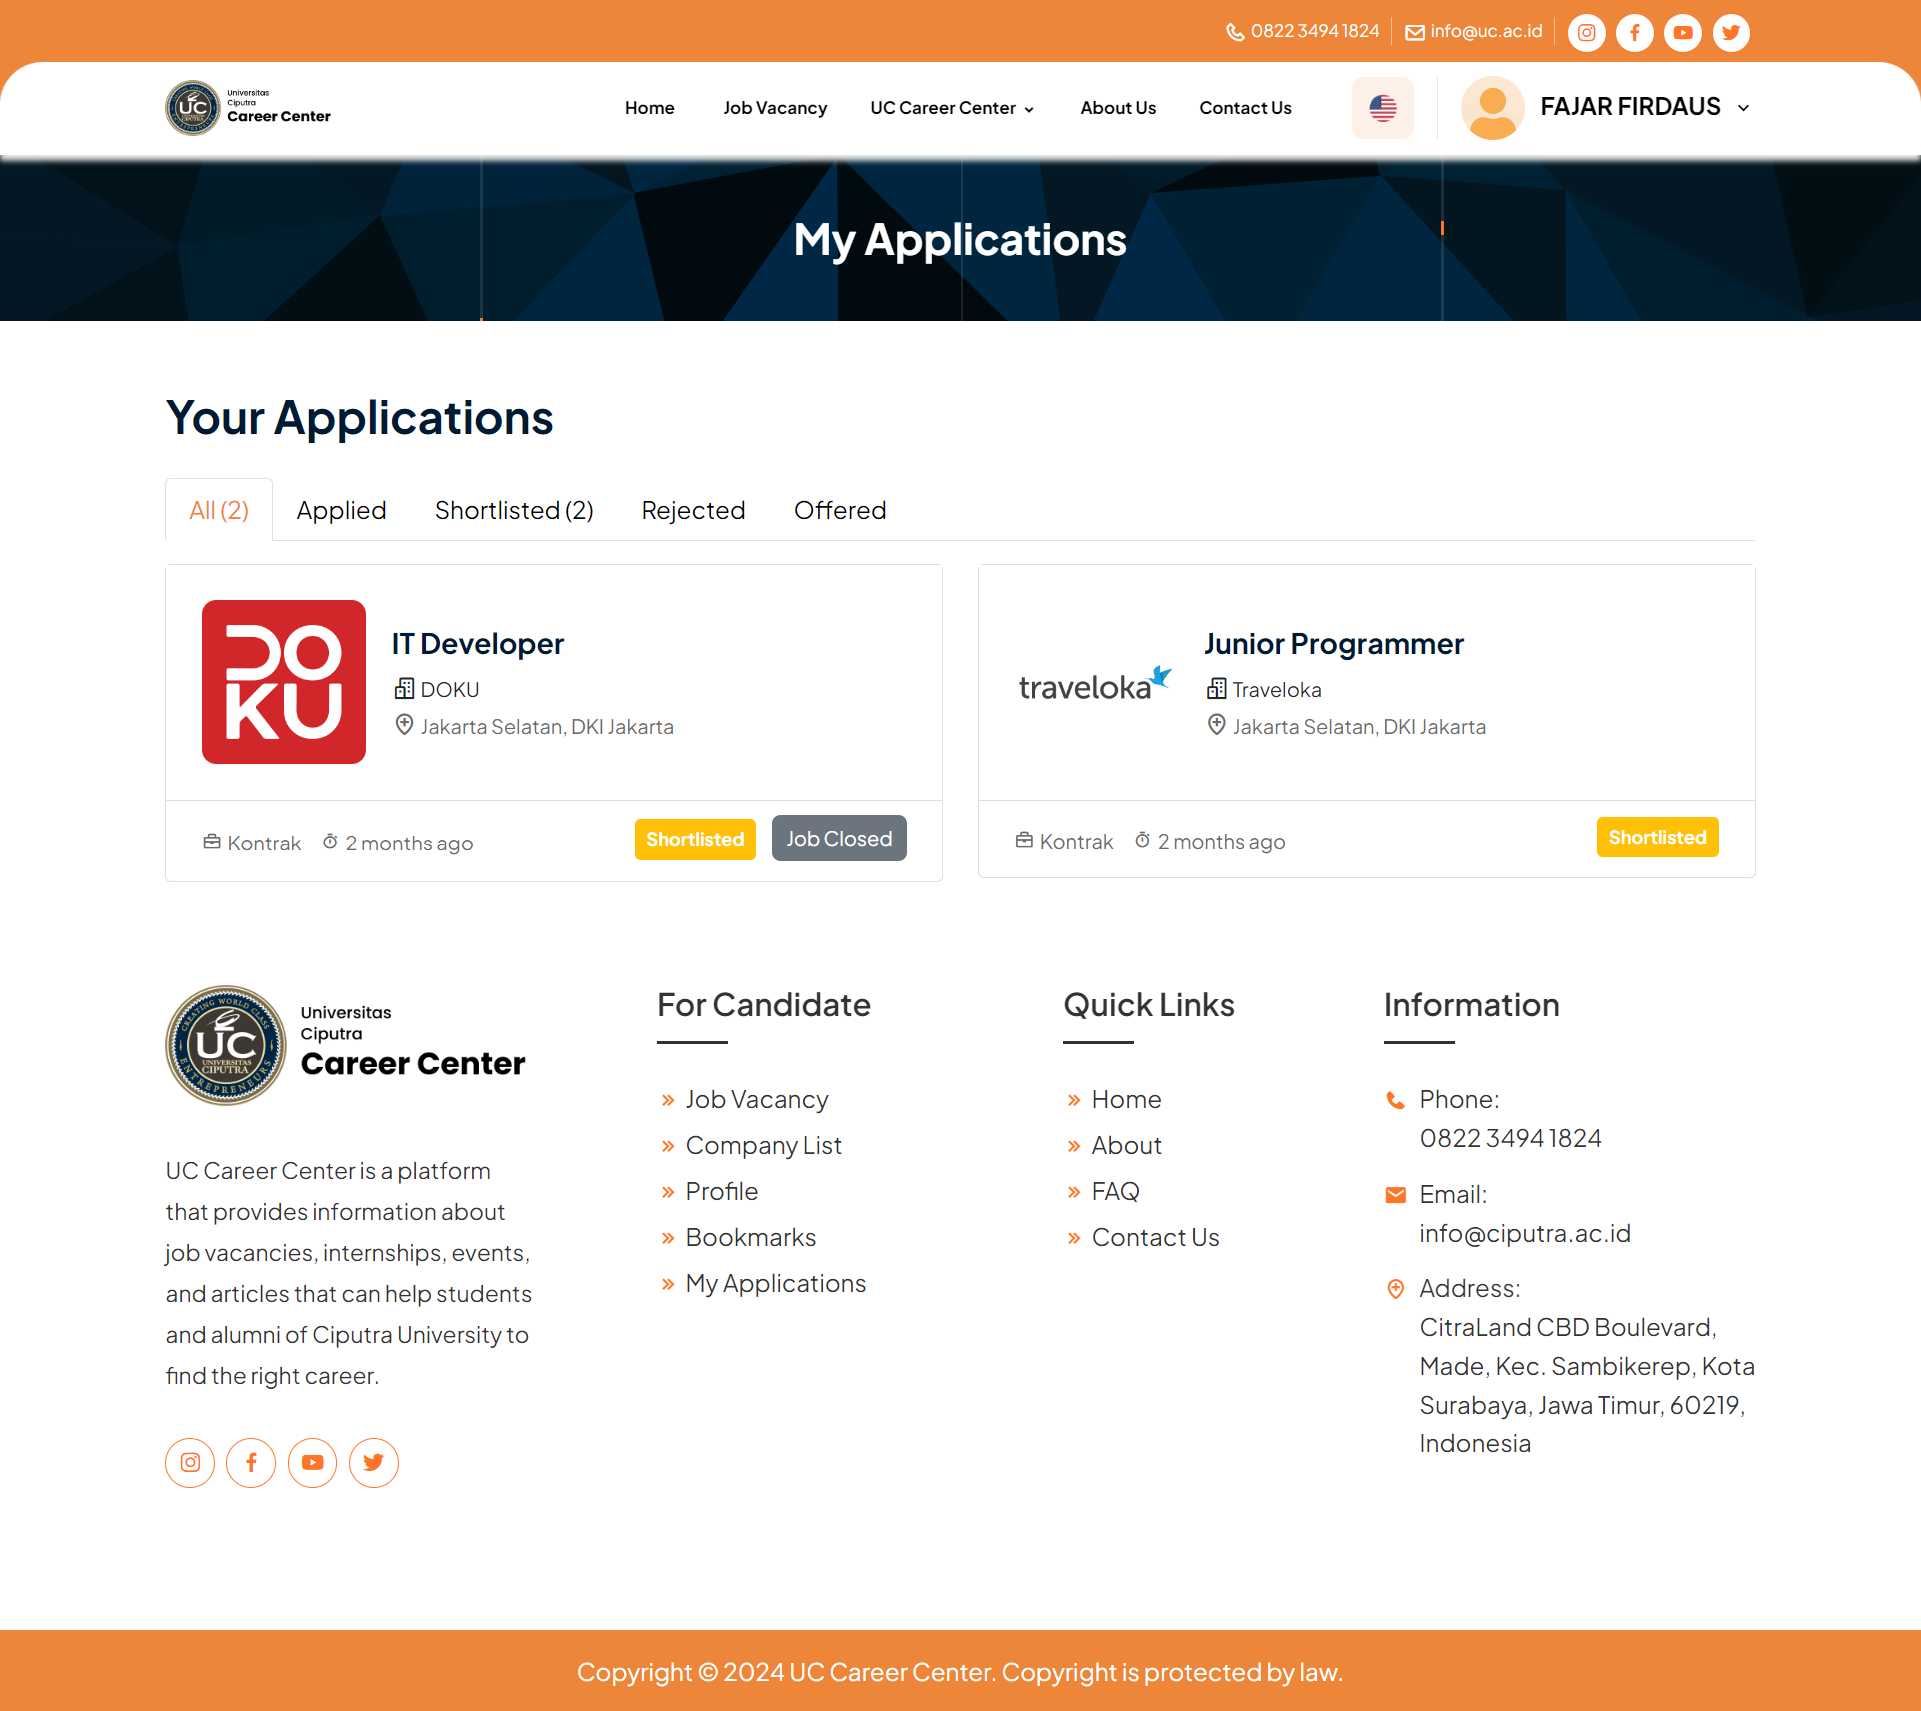 0822 3494 1824
info@uc.ac.id
UC
Universitas
Ciputra
Career Center
Home
Job Vacancy
UC Career Center
About Us
Contact Us
FAJAR FIRDAUS
My Applications
Your Applications
All (2)
Applied
Shortlisted (2)
Rejected
Offered
DOKU
IT Developer
DOKU
Jakarta Selatan, DKI Jakarta
Kontrak
2 months ago
Shortlisted
Job Closed
traveloka
Junior Programmer
Traveloka
Jakarta Selatan, DKI Jakarta
Kontrak
2 months ago
Shortlisted
CREATING WORLD CLASS
UC
UNIVERSITAS
CIPUTRA
ENTREPRENEURS
Universitas
Ciputra
Career Center
UC Career Center is a platform
that provides information about
job vacancies, internships, events,
and articles that can help students
and alumni of Ciputra University to
find the right career.
For Candidate
Job Vacancy
Company List
Profile
Bookmarks
My Applications
Quick Links
Home
About
FAQ
Contact Us
Information
Phone:
0822 3494 1824
Email:
info@ciputra.ac.id
Address:
CitraLand CBD Boulevard,
Made, Kec. Sambikerep, Kota
Surabaya, Jawa Timur, 60219,
Indonesia
Copyright © 2024 UC Career Center. Copyright is protected by law.